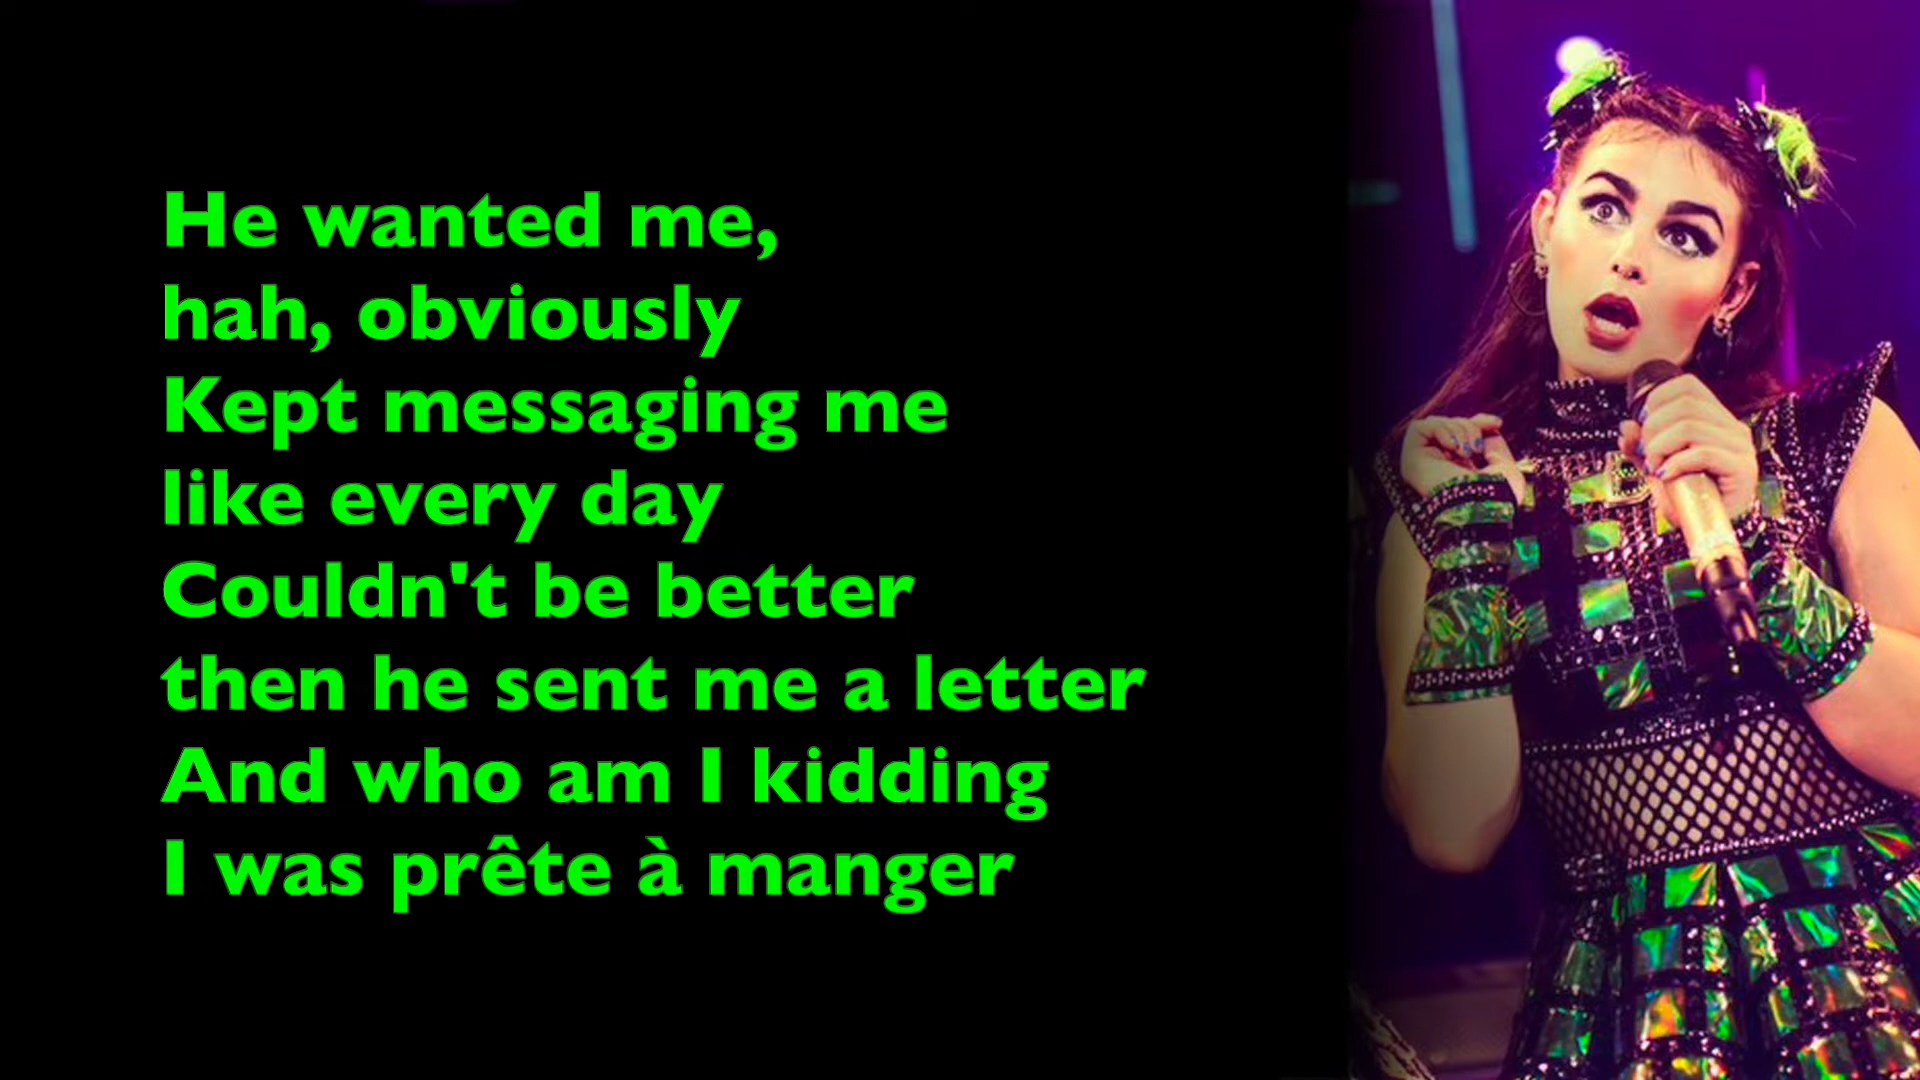 He wanted me,
hah, obviously
Kept messaging me
like every day
Couldn't be better
then he sent me a letter
And who am I kidding
I was prête à manger